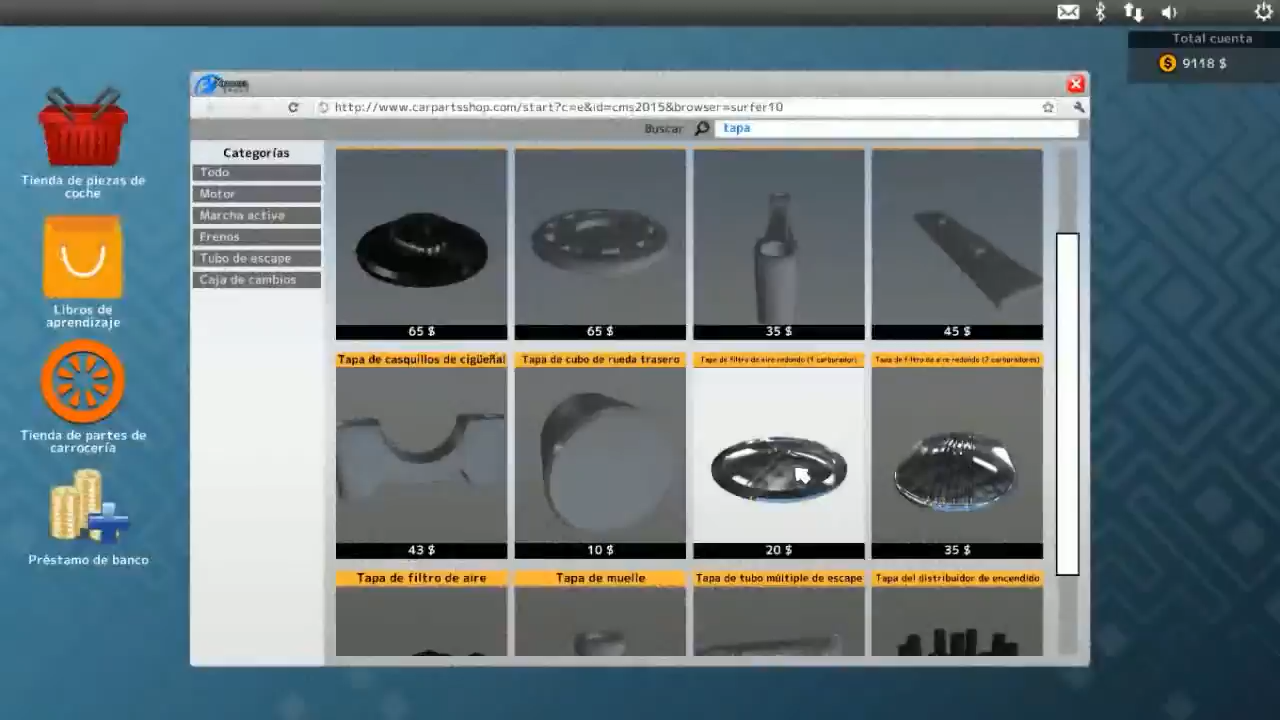 Total cuenta
9118 $
http://www.carpartsshop.com/start?c=e&id=cms2015&browser=surfer10
Buscar
tapa
Categorías
Todo
Motor
Marcha activa
Frenos
Tubo de escape
Caja de cambios
Tienda de piezas de
coche
Libros de
aprendizaje
Tienda de partes de
carrocería
Préstamo de banco
65 $
65 $
35 $
45 $
Tapa de casquillos de cigüeñal
Tapa de cubo de rueda trasero
Tapa de filtro de aire redondo (1 carburador)
Tapa de filtro de aire redondo (2 carburadores)
43 $
10 $
20 $
35 $
Tapa de filtro de aire
Tapa de muelle
Tapa de tubo múltiple de escape
Tapa del distribuidor de encendido